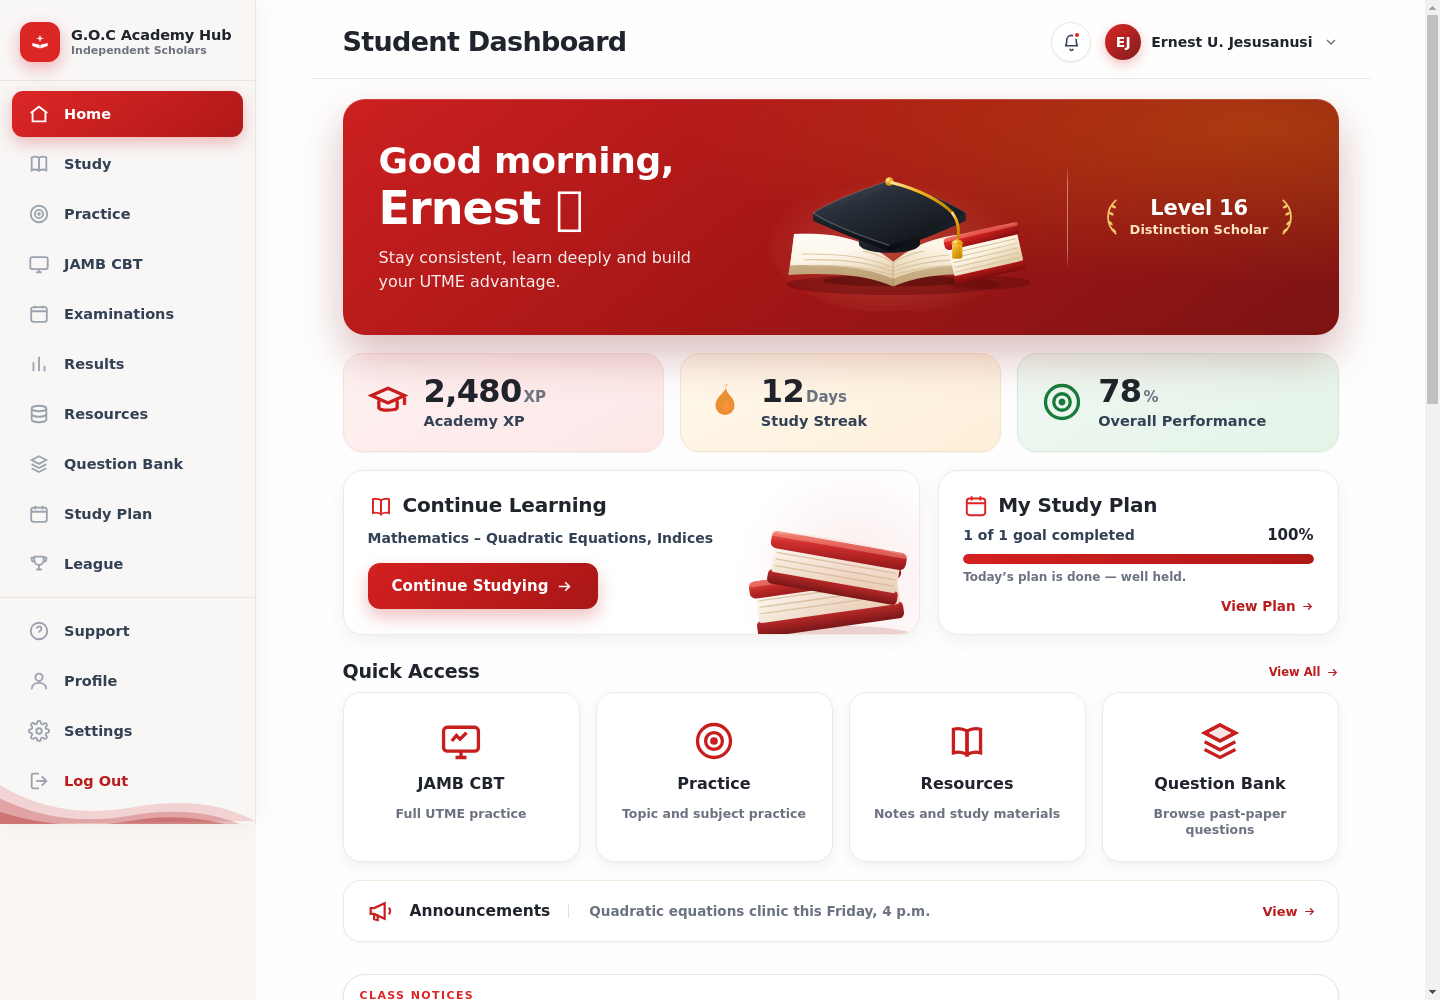 G.O.C Academy Hub
Independent Scholars
Home
Study
Practice
JAMB CBT
Examinations
Results
Resources
Question Bank
Study Plan
League
Support
Profile
Settings
Log Out
Student Dashboard
EJ
Ernest U. Jesusanusi
Good morning,
Ernest
Stay consistent, learn deeply and build
your UTME advantage.
Level 16
Distinction Scholar
2,480 XP
Academy XP
12 Days
Study Streak
78 %
Overall Performance
Continue Learning
Mathematics – Quadratic Equations, Indices
Continue Studying →
My Study Plan
1 of 1 goal completed 100%
Today’s plan is done — well held.
View Plan →
Quick Access
View All →
JAMB CBT
Full UTME practice
Practice
Topic and subject practice
Resources
Notes and study materials
Question Bank
Browse past-paper
questions
Announcements
Quadratic equations clinic this Friday, 4 p.m.
View →
CLASS NOTICES